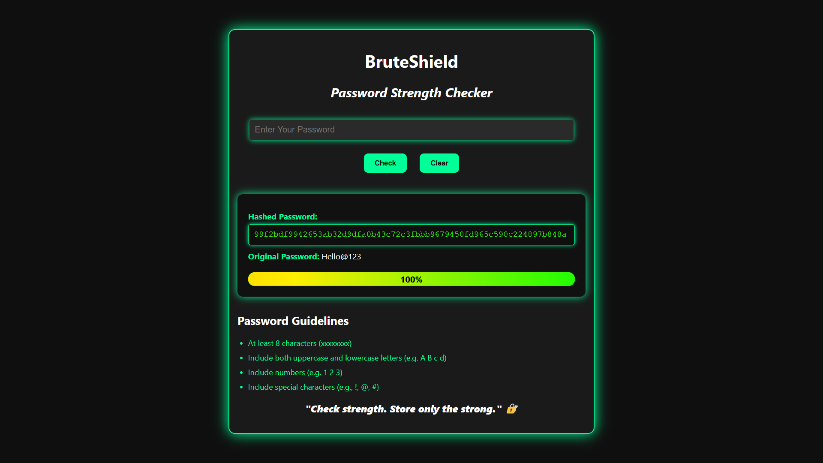 BruteShield
Password Strength Checker
Enter Your Password
Check Clear
Hashed Password:
99f2bdf9942653ab32d9dfa0b43c72c3fbbb9679450fd965c590c224897b848a
Original Password: Hello@123
100%
Password Guidelines
• At least 8 characters (xxxxxxxx)
• Include both uppercase and lowercase letters (e.g. A B c d)
• Include numbers (e.g. 1 2 3)
• Include special characters (e.g., !, @, #)
"Check strength. Store only the strong." 🔐